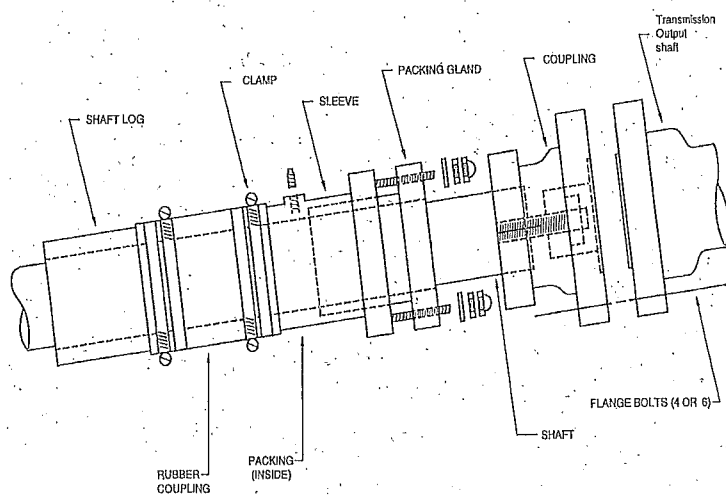 Transmission
Output
shaft
COUPLING
PACKING GLAND
CLAMP
SLEEVE
SHAFT LOG
FLANGE BOLTS (4 OR 6)
SHAFT
PACKING
(INSIDE)
RUBBER
COUPLING